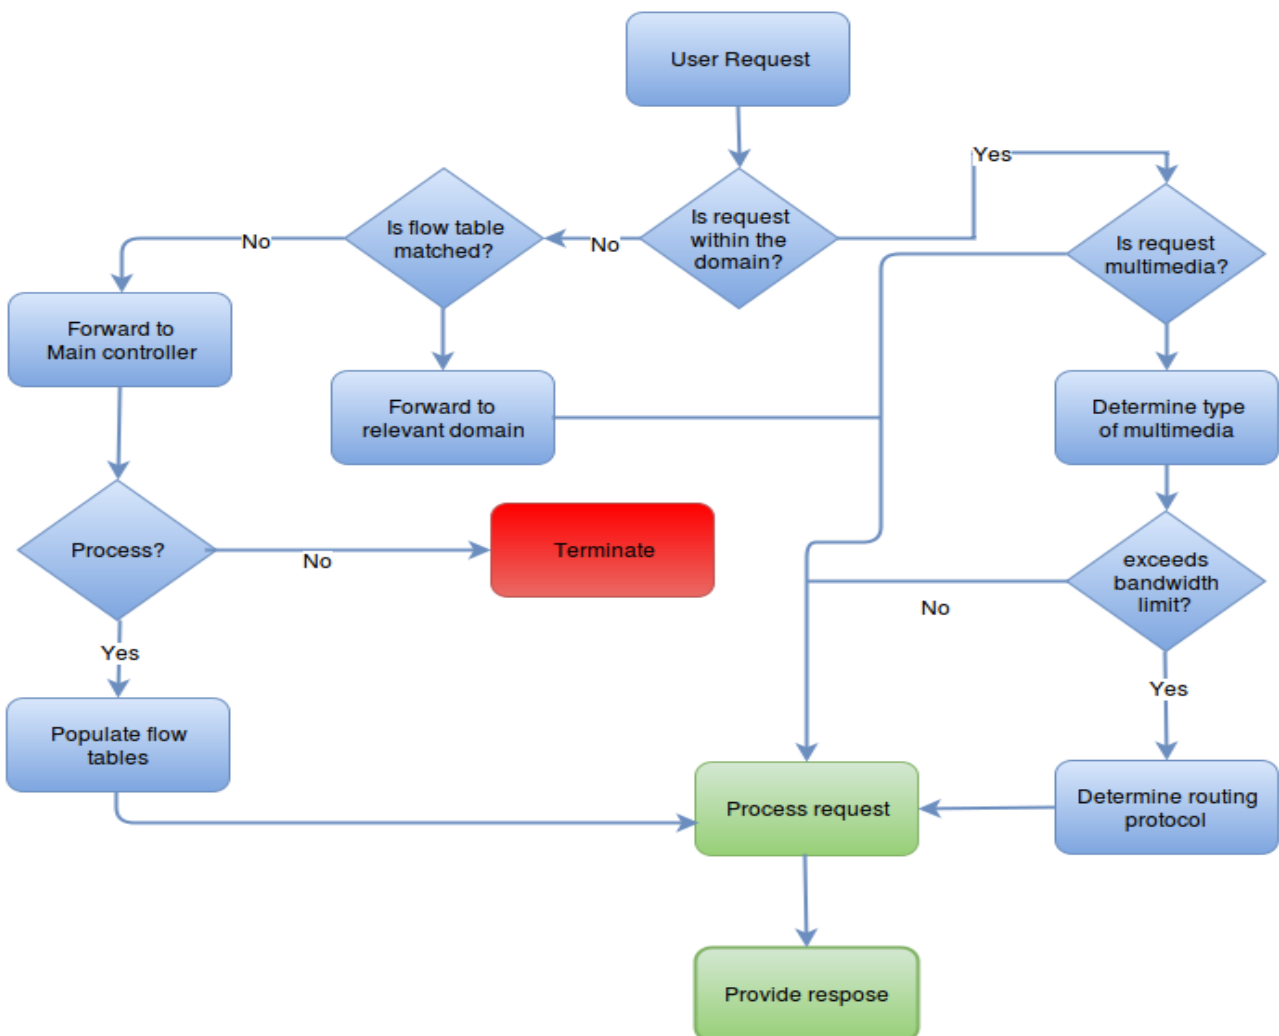 User Request
Yes
Is request
within the
domain?
No
Is flow table
matched?
No
Is request
multimedia?
Forward to
Main controller
Forward to
relevant domain
Determine type
of multimedia
Process?
No
Terminate
exceeds
bandwidth
limit?
No
Yes
Yes
Populate flow
tables
Process request
Determine routing
protocol
Provide respose